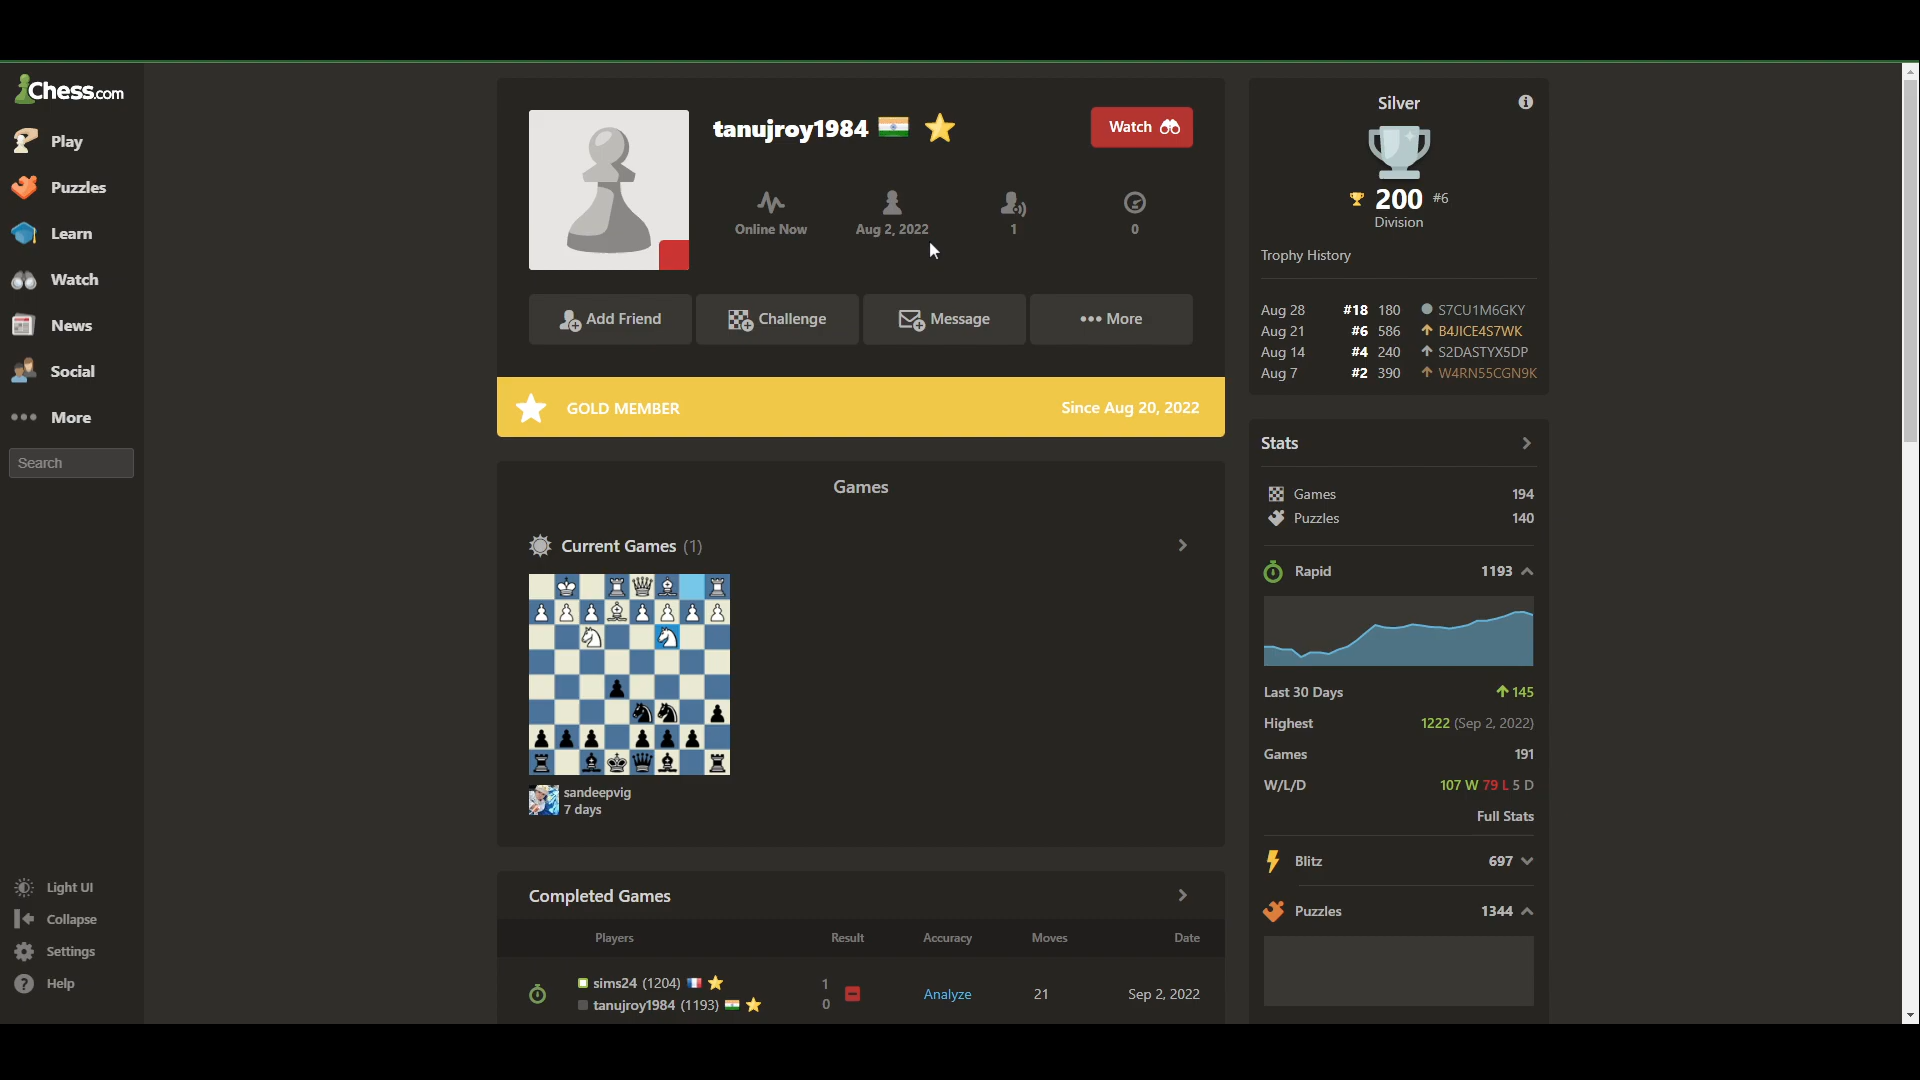 Chess.com
Play
Puzzles
Learn
Watch
News
Social
More
Search
Light UI
Collapse
Settings
Help
tanujroy1984
Watch
Online Now
Aug 2, 2022
1
0
Add Friend
Challenge
Message
More
GOLD MEMBER Since Aug 20, 2022
Games
Current Games (1)
sandeepvig
7 days
Completed Games
Players Result Accuracy Moves Date
sims24 (1204) 1
tanujroy1984 (1193) 0
Analyze 21 Sep 2, 2022
Silver
200 #6
Division
Trophy History
Aug 28 #18 180 S7CU1M6GKY
Aug 21 #6 586 B4JICE4S7WK
Aug 14 #4 240 S2DASTYX5DP
Aug 7 #2 390 W4RN55CGN9K
Stats
Games 194
Puzzles 140
Rapid 1193
Last 30 Days 145
Highest 1222 (Sep 2, 2022)
Games 191
W/L/D 107 W 79 L 5 D
Full Stats
Blitz 697
Puzzles 1344